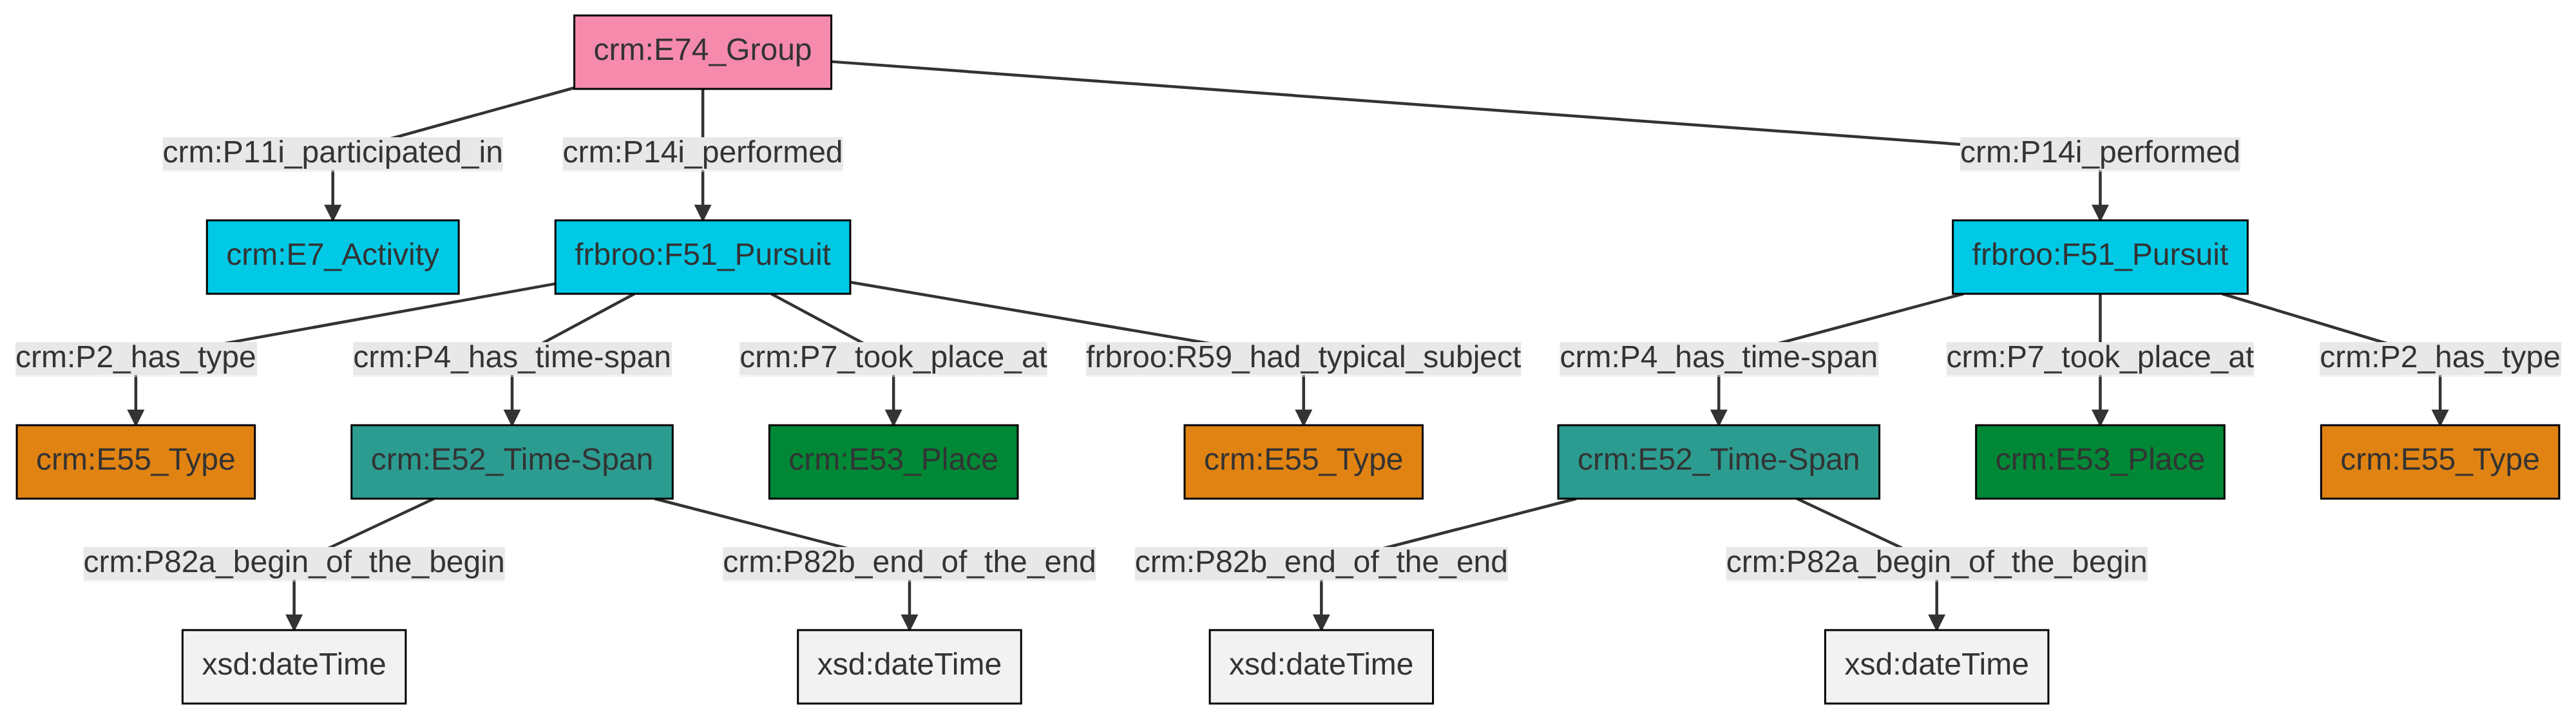 crm:E74_Group
crm:P11i_participated_in
crm:P14i_performed
crm:P14i_performed
crm:E7_Activity
frbroo:F51_Pursuit
frbroo:F51_Pursuit
crm:P2_has_type
crm:P4_has_time-span
crm:P7_took_place_at
frbroo:R59_had_typical_subject
crm:P4_has_time-span
crm:P7_took_place_at
crm:P2_has_type
crm:E55_Type
crm:E52_Time-Span
crm:E53_Place
crm:E55_Type
crm:E52_Time-Span
crm:E53_Place
crm:E55_Type
crm:P82a_begin_of_the_begin
crm:P82b_end_of_the_end
crm:P82b_end_of_the_end
crm:P82a_begin_of_the_begin
xsd:dateTime
xsd:dateTime
xsd:dateTime
xsd:dateTime